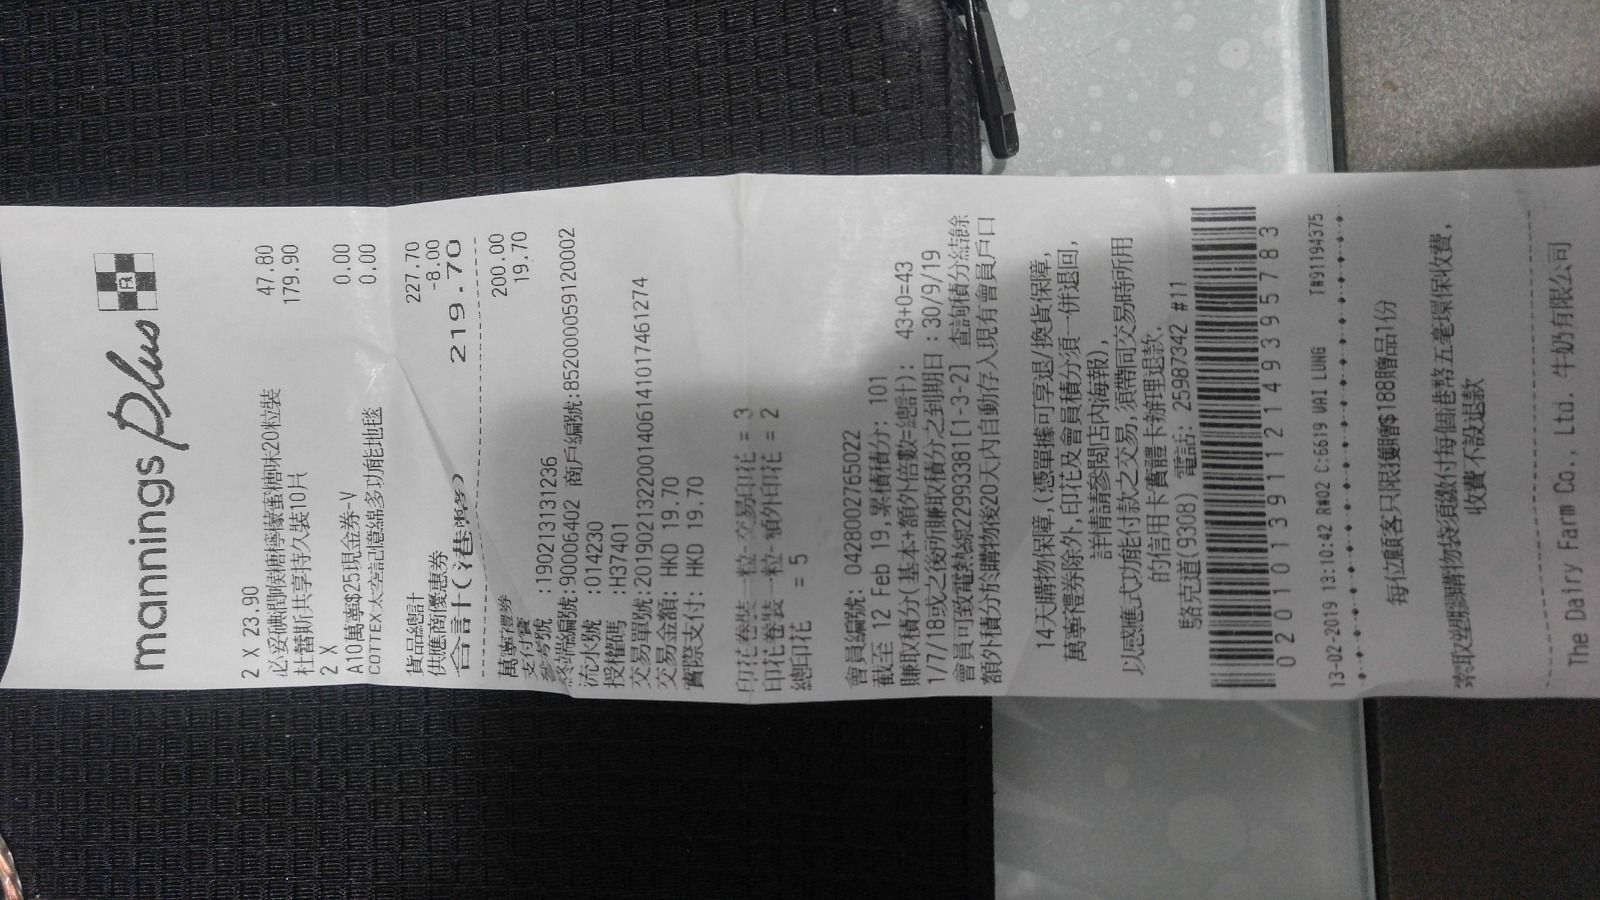 mannings Plus
2 X 23.90
必妥碘潤喉糖檸檬蜜糖味20粒裝 47.80
杜蕾斯共享持久裝10片 179.90
2 X
A10萬寧$25現金券-V 0.00
COTTEX太空記憶綿多功能地毯 0.00
貨品總計 227.70
供應商優惠券 -8.00
合計(港幣) 219.70
萬寧禮券 200.00
支付寶 19.70
參考號 :190213131236
終端編號:90006402 商戶編號:852000059120002
流水號 :014230
授權碼 :H37401
交易單號:2019021322001406141017461274
交易金額: HKD 19.70
實際支付: HKD 19.70
印花卷裝一粒-交易印花 = 3
印花卷裝一粒-額外印花 = 2
總印花 = 5
會員編號: 0428002765022
截至 12 Feb 19,累積積分: 101
賺取積分(基本+額外倍數=總計): 43+0=43
1/7/18或之後所賺取積分之到期日:30/9/19
會員可致電熱線22993381[1-3-2] 查詢積分結餘
額外積分於購物後20天內自動存入現有會員戶口
14天購物保障,(憑單據可享退/換貨保障,
萬寧禮券除外,印花及會員積分須一併退回,
詳情請參閱店內海報),
以感應式功能付款之交易,須帶同交易時所用
的信用卡實體卡辦理退款.
駱克道(9308) 電話: 25987342 #11
02010139112149395783
13-02-2019 13:10:42 R#02 C:6619 WAI LUNG T#91194375
每位顧客只限獲贈$188贈品1份
索取塑膠購物袋須繳付每個港幣五毫環保收費,
收費不設退款
The Dairy Farm Co., Ltd. 牛奶有限公司